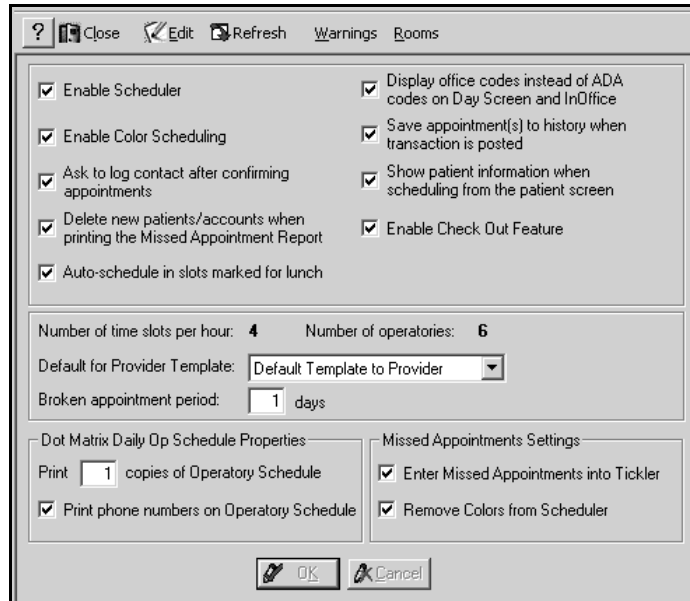 ? Close Edit Refresh Warnings Rooms
Enable Scheduler
Enable Color Scheduling
Ask to log contact after confirming
appointments
Delete new patients/accounts when
printing the Missed Appointment Report
Auto-schedule in slots marked for lunch
Display office codes instead of ADA
codes on Day Screen and InOffice
Save appointment(s) to history when
transaction is posted
Show patient information when
scheduling from the patient screen
Enable Check Out Feature
Number of time slots per hour: 4 Number of operatories: 6
Default for Provider Template: Default Template to Provider
Broken appointment period: 1 days
Dot Matrix Daily Op Schedule Properties
Print 1 copies of Operatory Schedule
Print phone numbers on Operatory Schedule
Missed Appointments Settings
Enter Missed Appointments into Tickler
Remove Colors from Scheduler
OK Cancel